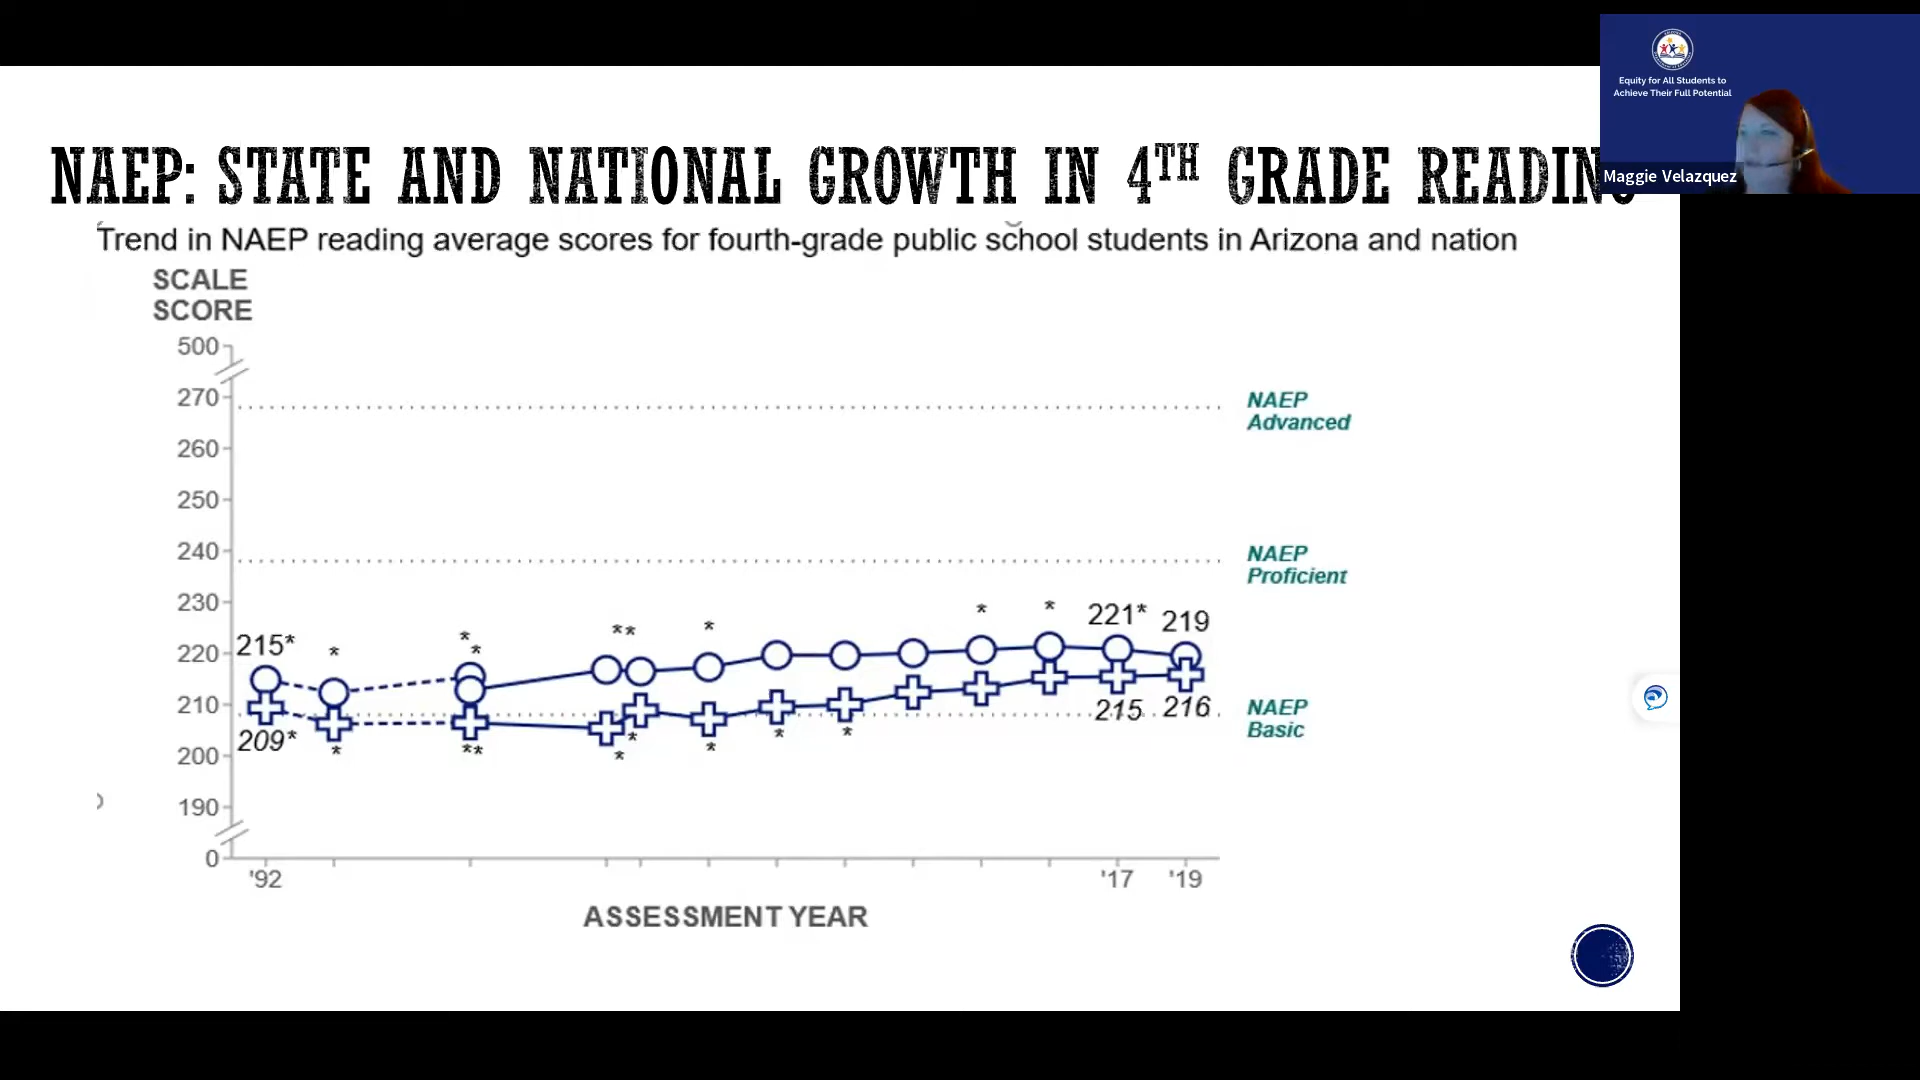 Equity for All Students to
Achieve Their Full Potential
Maggie Velazquez
NAEP: STATE AND NATIONAL GROWTH IN 4TH GRADE READING
Trend in NAEP reading average scores for fourth-grade public school students in Arizona and nation
SCALE
SCORE
500
270
NAEP
Advanced
260
250
240
NAEP
Proficient
230
* * 221* 219
215* * * * ** *
220
210
NAEP
Basic
215 216
209* * ** * * * * *
200
190
0
'92 '17 '19
ASSESSMENT YEAR